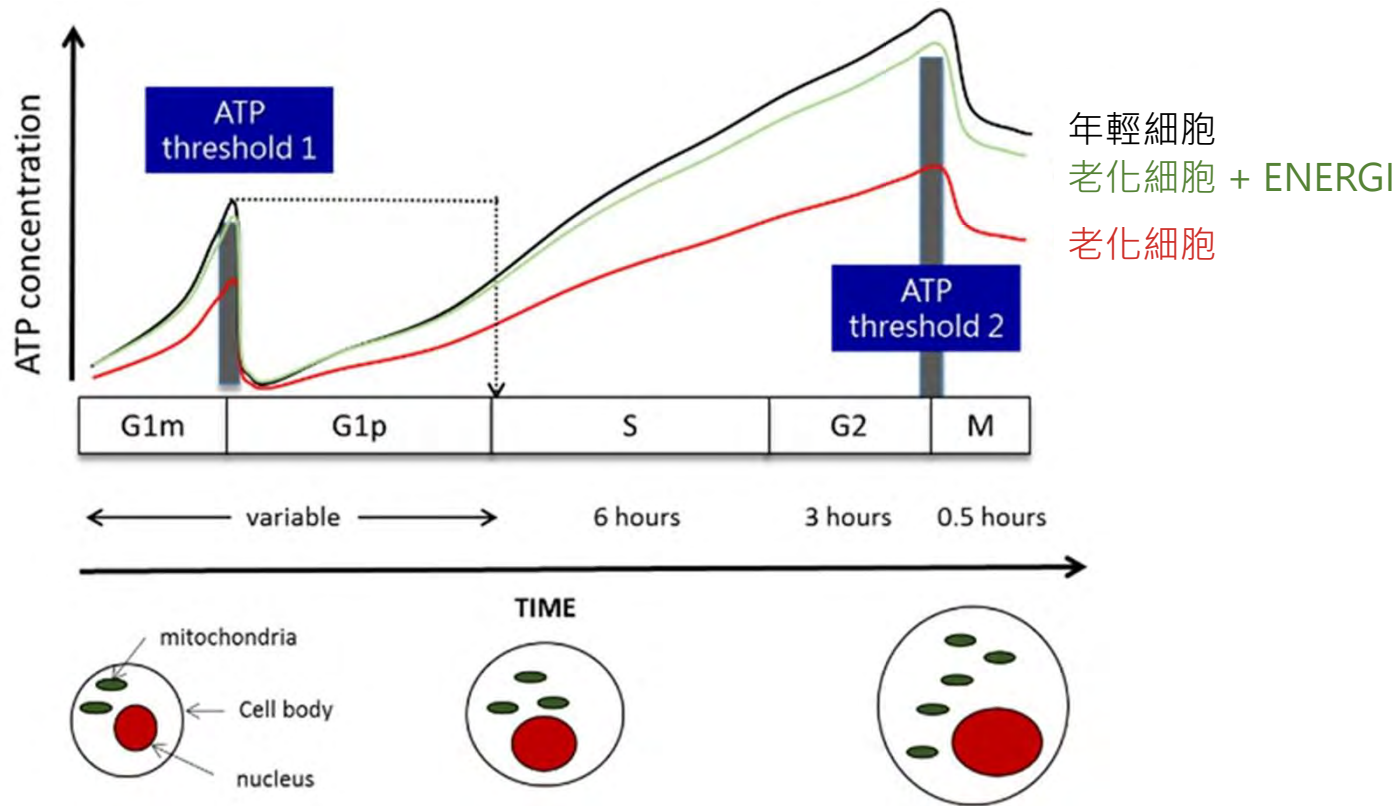 ATP concentration
ATP
threshold 1
年輕細胞
老化細胞 + ENERGI
老化細胞
ATP
threshold 2
G1m
G1p
S
G2
M
variable
6 hours
3 hours
0.5 hours
TIME
mitochondria
Cell body
nucleus